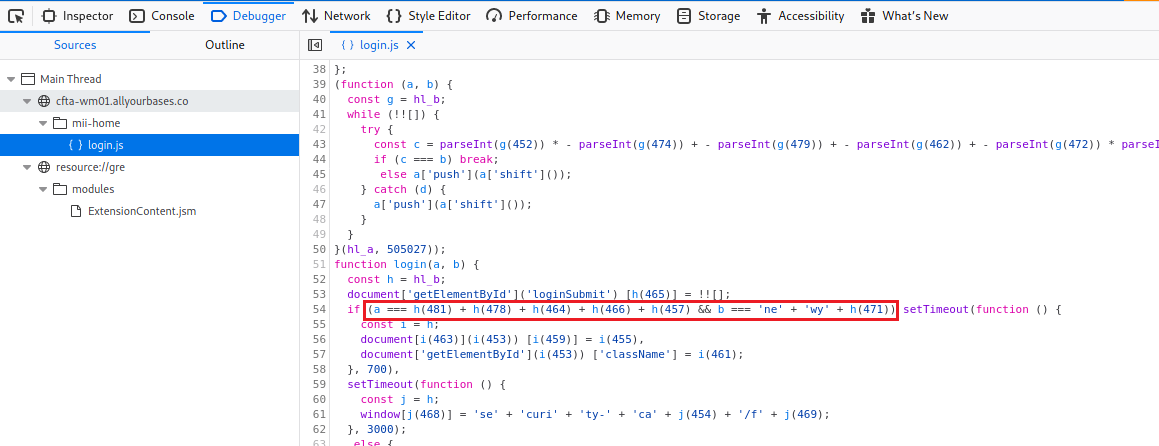 Inspector Console Debugger Network Style Editor Performance Memory Storage Accessibility What's New
Sources Outline { } login.js ×
Main Thread
cfta-wm01.allyourbases.co
mii-home
{ } login.js
resource://gre
modules
ExtensionContent.jsm
38 };
39 (function (a, b) {
40 const g = hl_b;
41 while (!![]) {
42 try {
43 const c = parseInt(g(452)) * - parseInt(g(474)) + - parseInt(g(479)) + - parseInt(g(462)) + - parseInt(g(472)) * parseI
44 if (c === b) break;
45 else a['push'](a['shift']());
46 } catch (d) {
47 a['push'](a['shift']());
48 }
49 }
50 }(hl_a, 505027));
51 function login(a, b) {
52 const h = hl_b;
53 document['getElementById']('loginSubmit') [h(465)] = !![];
54 if (a === h(481) + h(478) + h(464) + h(466) + h(457) && b === 'ne' + 'wy' + h(471)) setTimeout(function () {
55 const i = h;
56 document[i(463)](i(453)) [i(459)] = i(455),
57 document['getElementById'](i(453)) ['className'] = i(461);
58 }, 700),
59 setTimeout(function () {
60 const j = h;
61 window[j(468)] = 'se' + 'curi' + 'ty-' + 'ca' + j(454) + '/f' + j(469);
62 }, 3000);
63 else {